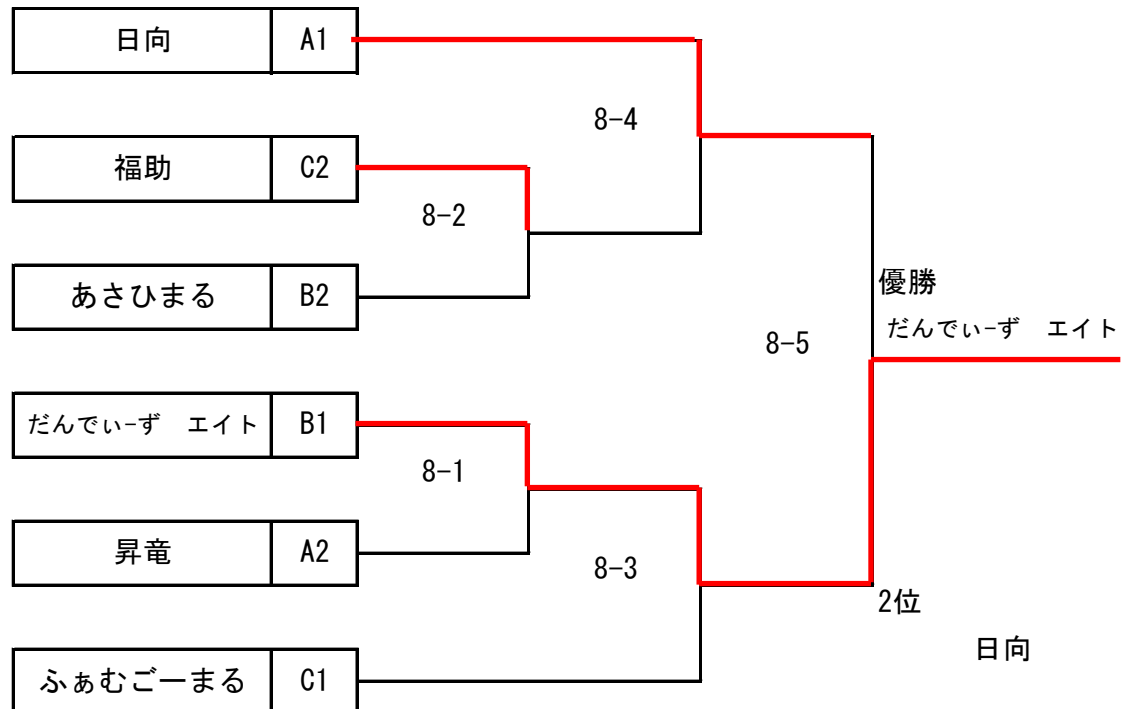 日向 A1
8-4
福助 C2
8-2
あさひまる B2
優勝
だんでぃ-ず　エイト
8-5
だんでぃ-ず　エイト B1
8-1
昇竜 A2
8-3
2位
日向
ふぁむごーまる C1